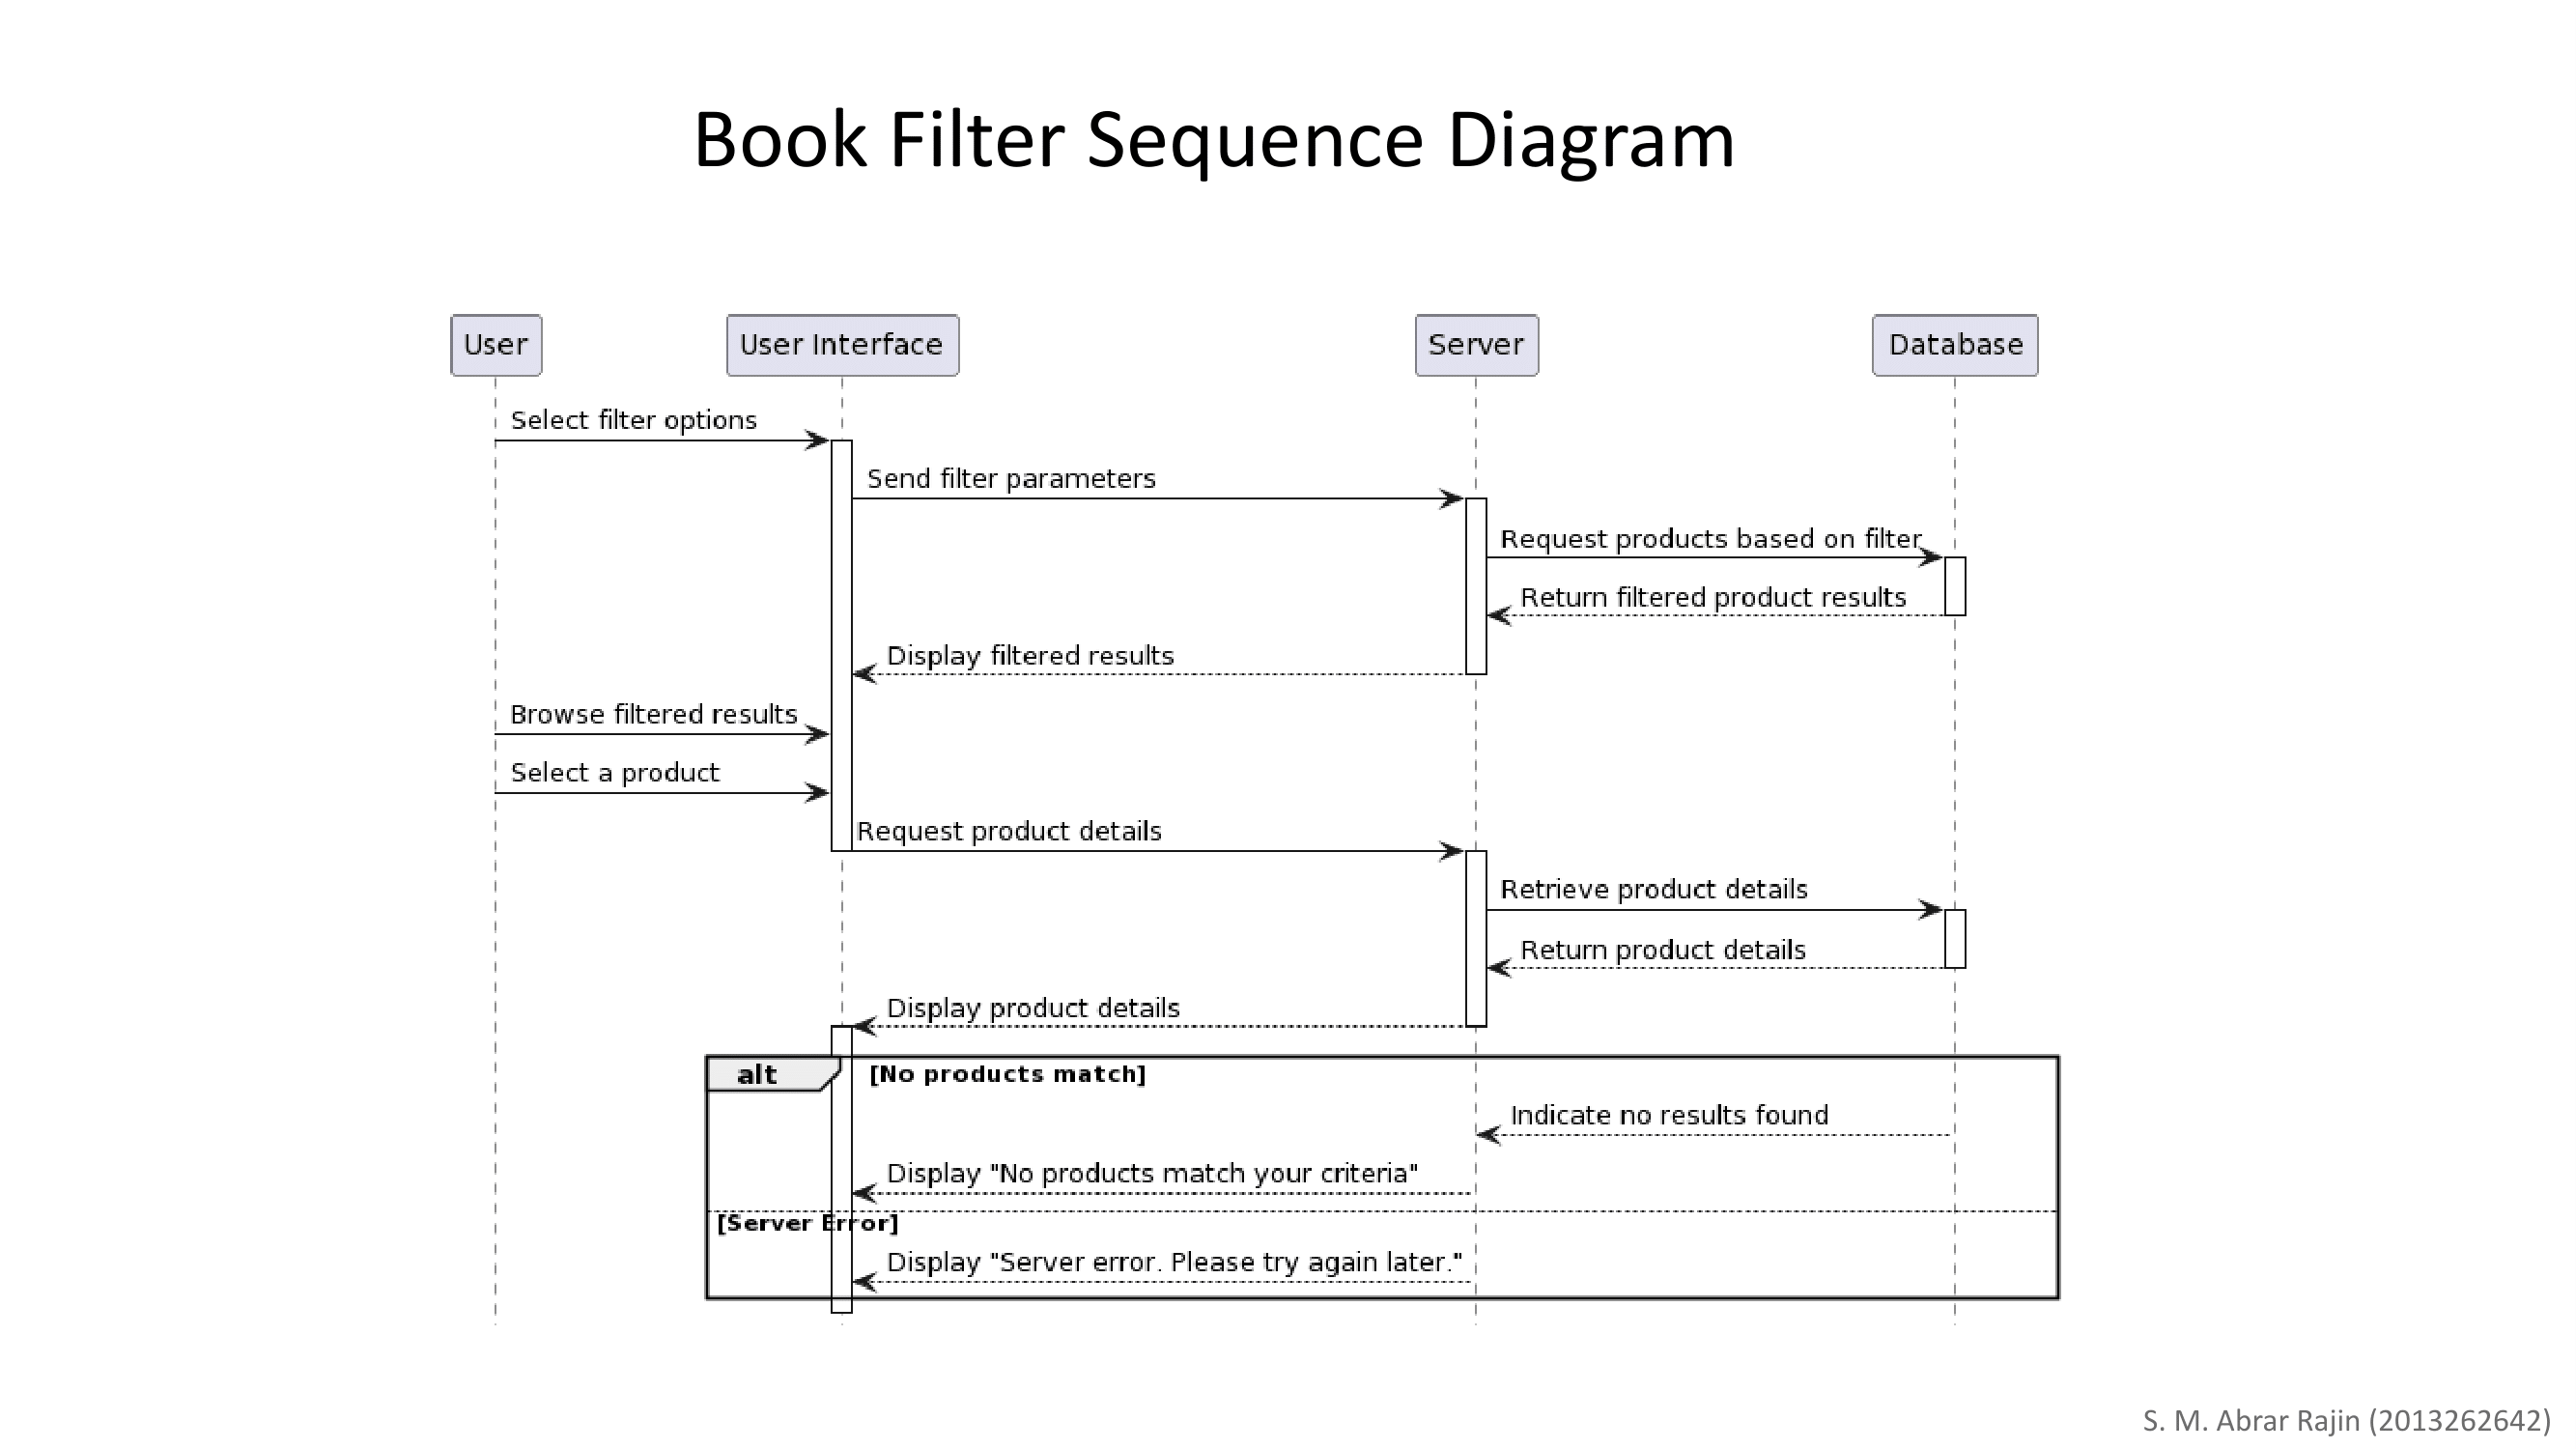 Book Filter Sequence Diagram
User
User Interface
Server
Database
Select filter options
Send filter parameters
Request products based on filter
Return filtered product results
Display filtered results
Browse filtered results
Select a product
Request product details
Retrieve product details
Return product details
Display product details
alt
[No products match]
Indicate no results found
Display "No products match your criteria"
[Server Error]
Display "Server error. Please try again later."
S. M. Abrar Rajin (2013262642)